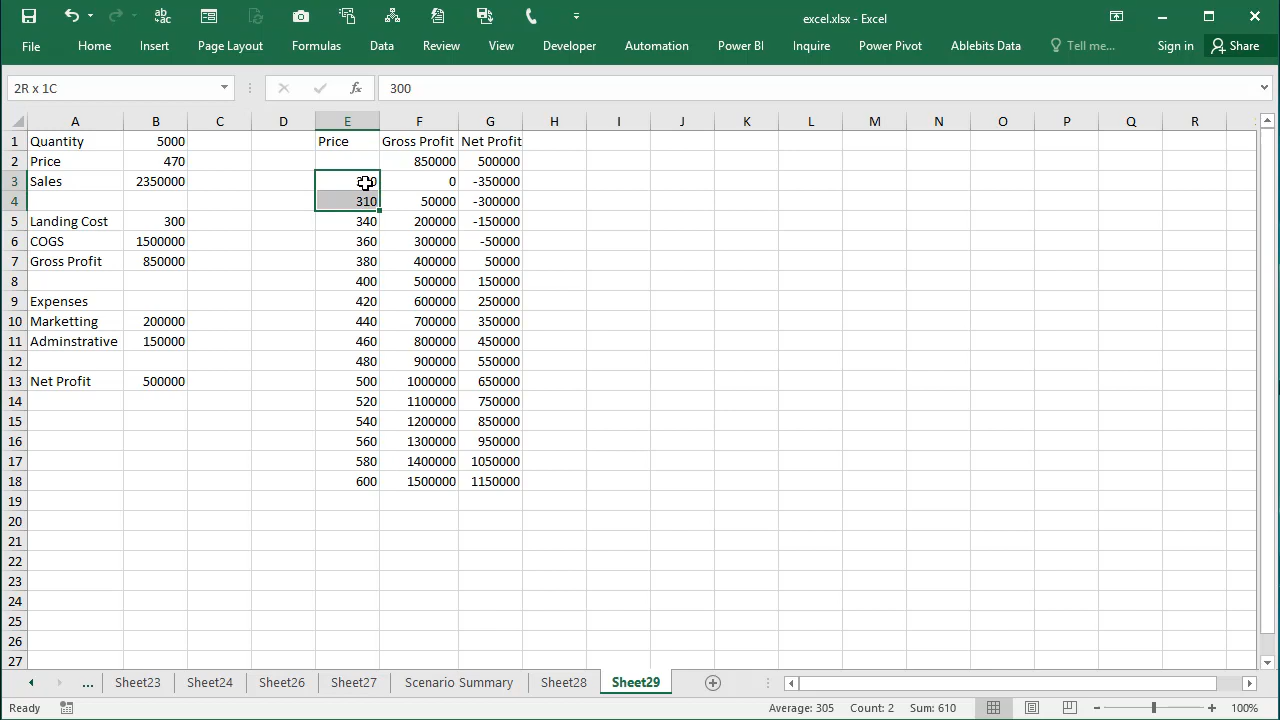 excel.xlsx - Excel
File Home Insert Page Layout Formulas Data Review View Developer Automation Power BI Inquire Power Pivot Ablebits Data Tell me... Sign in Share
2R x 1C fx 300
A B C D E F G H I J K L M N O P Q R
1 Quantity 5000 Price Gross Profit Net Profit
2 Price 470 850000 500000
3 Sales 2350000 0 -350000
4 310 50000 -300000
5 Landing Cost 300 340 200000 -150000
6 COGS 1500000 360 300000 -50000
7 Gross Profit 850000 380 400000 50000
8 400 500000 150000
9 Expenses 420 600000 250000
10 Marketting 200000 440 700000 350000
11 Adminstrative 150000 460 800000 450000
12 480 900000 550000
13 Net Profit 500000 500 1000000 650000
14 520 1100000 750000
15 540 1200000 850000
16 560 1300000 950000
17 580 1400000 1050000
18 600 1500000 1150000
19
20
21
22
23
24
25
26
27
... Sheet23 Sheet24 Sheet26 Sheet27 Scenario Summary Sheet28 Sheet29
Ready Average: 305 Count: 2 Sum: 610 100%